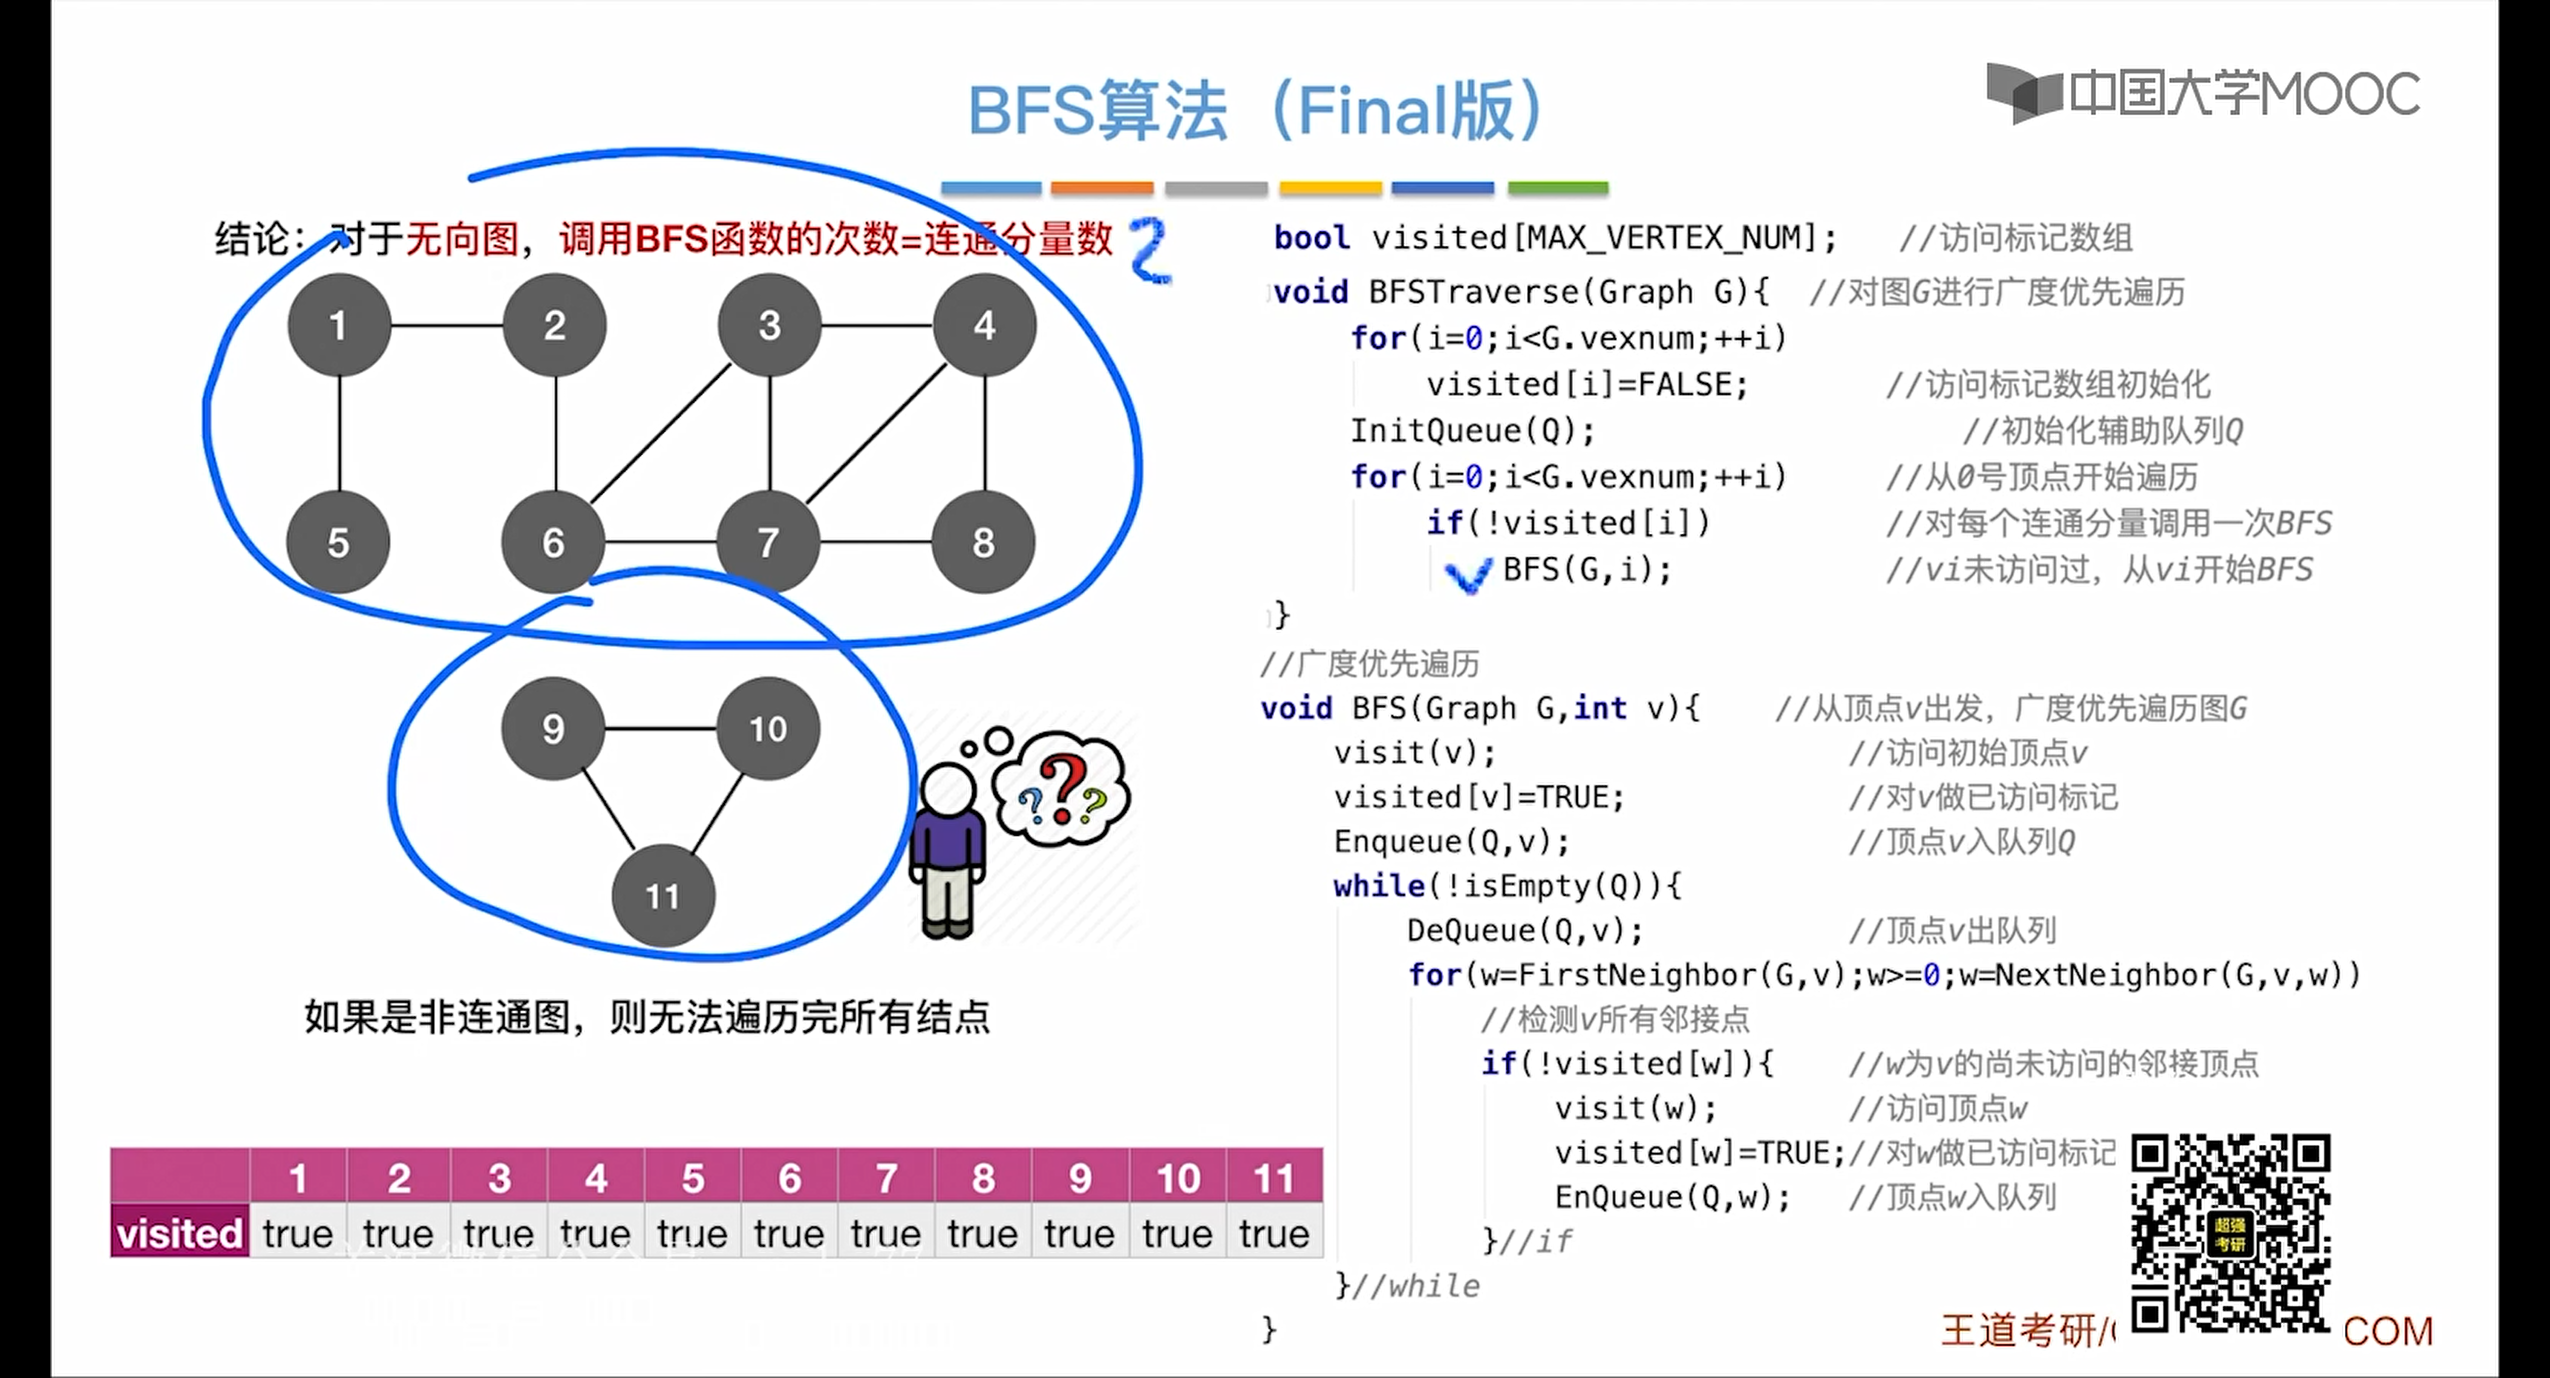 BFS算法（Final版）
中国大学MOOC
结论：对于无向图，调用BFS函数的次数=连通分量数 2
1 2 3 4
5 6 7 8
9 10
11
? ? ?
如果是非连通图，则无法遍历完所有结点
1 2 3 4 5 6 7 8 9 10 11
visited true true true true true true true true true true true
bool visited[MAX_VERTEX_NUM]; //访问标记数组
void BFSTraverse(Graph G){ //对图G进行广度优先遍历
for(i=0;i<G.vexnum;++i)
visited[i]=FALSE; //访问标记数组初始化
InitQueue(Q); //初始化辅助队列Q
for(i=0;i<G.vexnum;++i) //从0号顶点开始遍历
if(!visited[i]) //对每个连通分量调用一次BFS
BFS(G,i); //vi未访问过，从vi开始BFS
}
//广度优先遍历
void BFS(Graph G,int v){ //从顶点v出发，广度优先遍历图G
visit(v); //访问初始顶点v
visited[v]=TRUE; //对v做已访问标记
Enqueue(Q,v); //顶点v入队列Q
while(!isEmpty(Q)){
DeQueue(Q,v); //顶点v出队列
for(w=FirstNeighbor(G,v);w>=0;w=NextNeighbor(G,v,w))
//检测v所有邻接点
if(!visited[w]){ //w为v的尚未访问的邻接顶点
visit(w); //访问顶点w
visited[w]=TRUE;//对w做已访问标记
EnQueue(Q,w); //顶点w入队列
}//if
}//while
}
超强
考研
王道考研/ COM